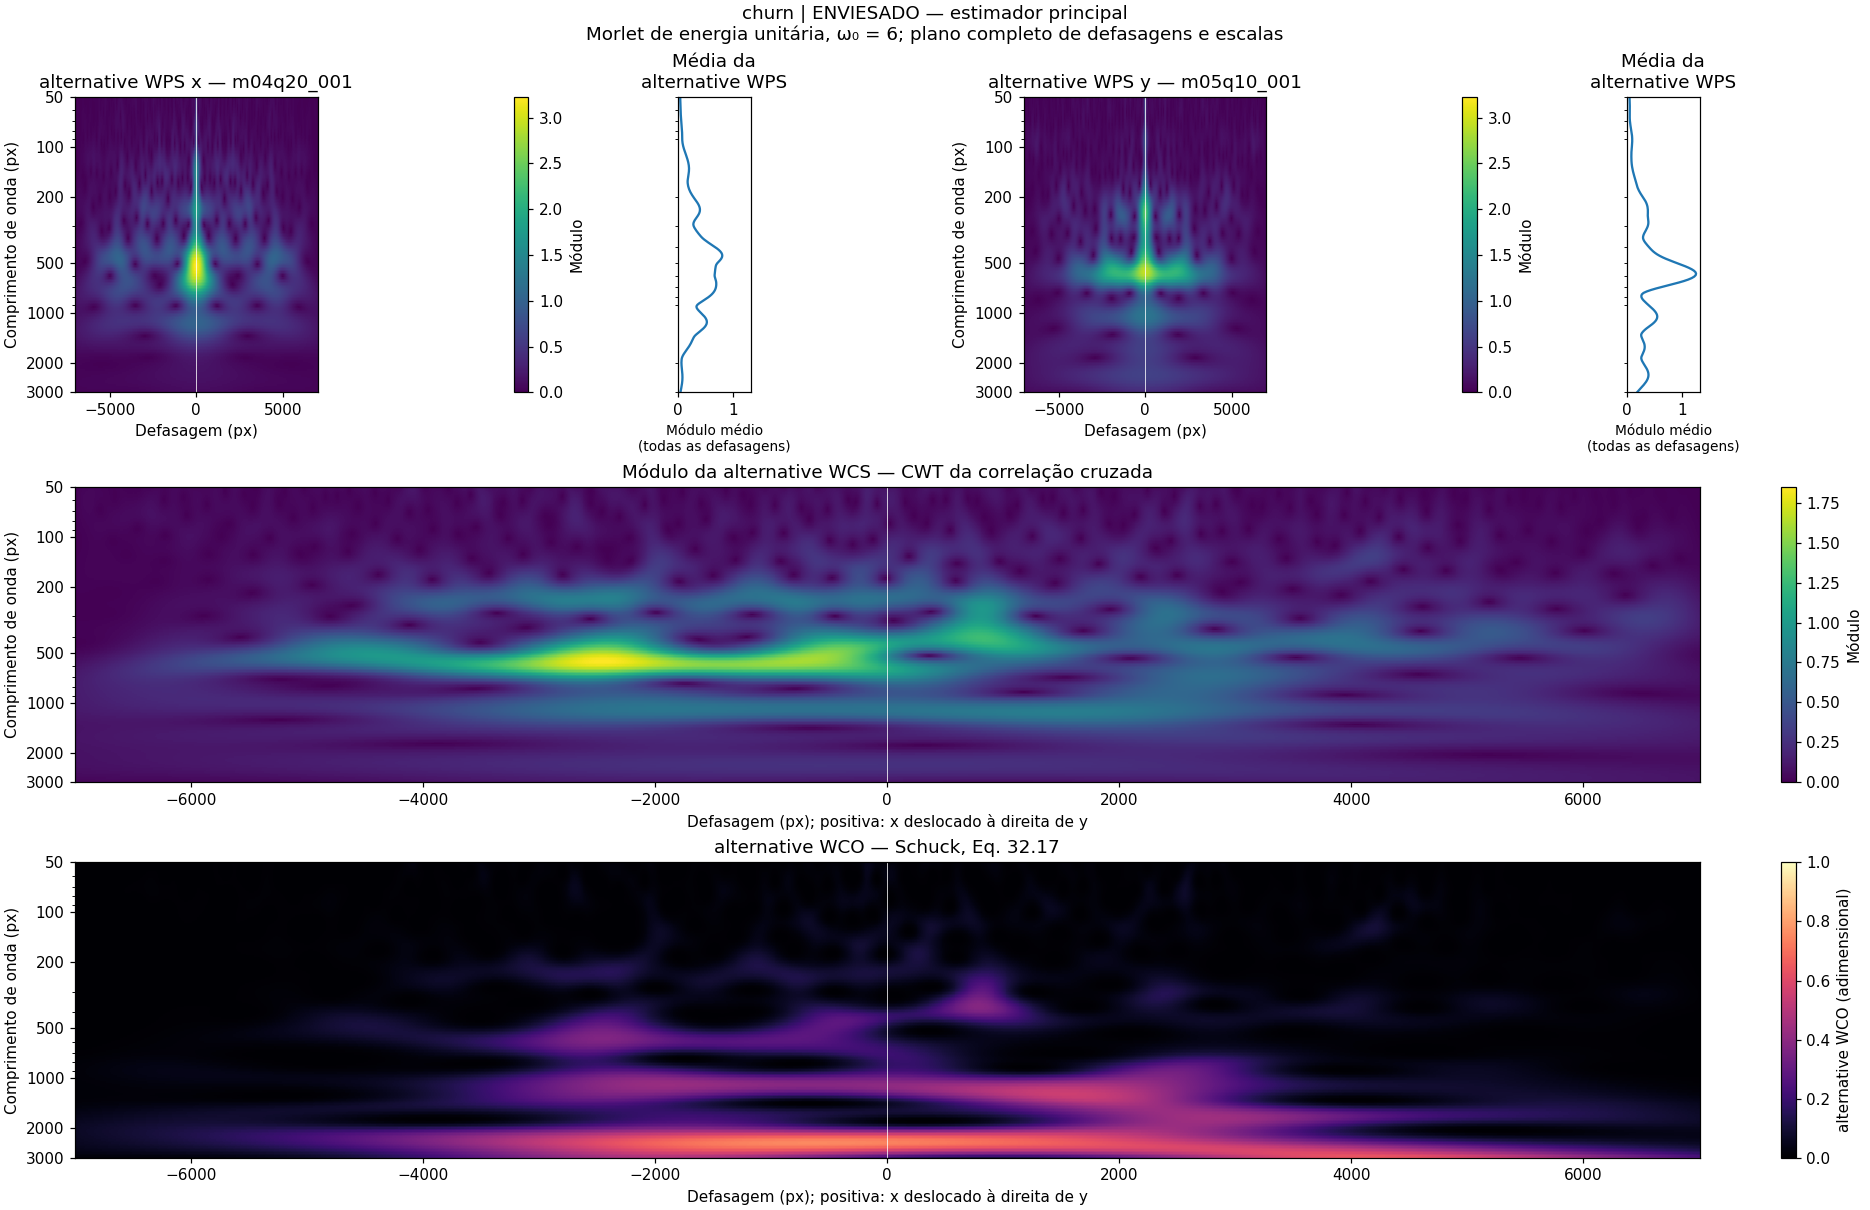 churn | ENVIESADO — estimador principal
Morlet de energia unitária, ω₀ = 6; plano completo de defasagens e escalas
alternative WPS x — m04q20_001
50
100
200
500
1000
2000
3000
Comprimento de onda (px)
−5000 0 5000
Defasagem (px)
3.0
2.5
2.0
1.5
1.0
0.5
0.0
Módulo
Média da
alternative WPS
0 1
Módulo médio
(todas as defasagens)
alternative WPS y — m05q10_001
50
100
200
500
1000
2000
3000
Comprimento de onda (px)
−5000 0 5000
Defasagem (px)
3.0
2.5
2.0
1.5
1.0
0.5
0.0
Módulo
Média da
alternative WPS
0 1
Módulo médio
(todas as defasagens)
Módulo da alternative WCS — CWT da correlação cruzada
50
100
200
500
1000
2000
3000
Comprimento de onda (px)
−6000 −4000 −2000 0 2000 4000 6000
Defasagem (px); positiva: x deslocado à direita de y
1.75
1.50
1.25
1.00
0.75
0.50
0.25
0.00
Módulo
alternative WCO — Schuck, Eq. 32.17
50
100
200
500
1000
2000
3000
Comprimento de onda (px)
−6000 −4000 −2000 0 2000 4000 6000
Defasagem (px); positiva: x deslocado à direita de y
1.0
0.8
0.6
0.4
0.2
0.0
alternative WCO (adimensional)